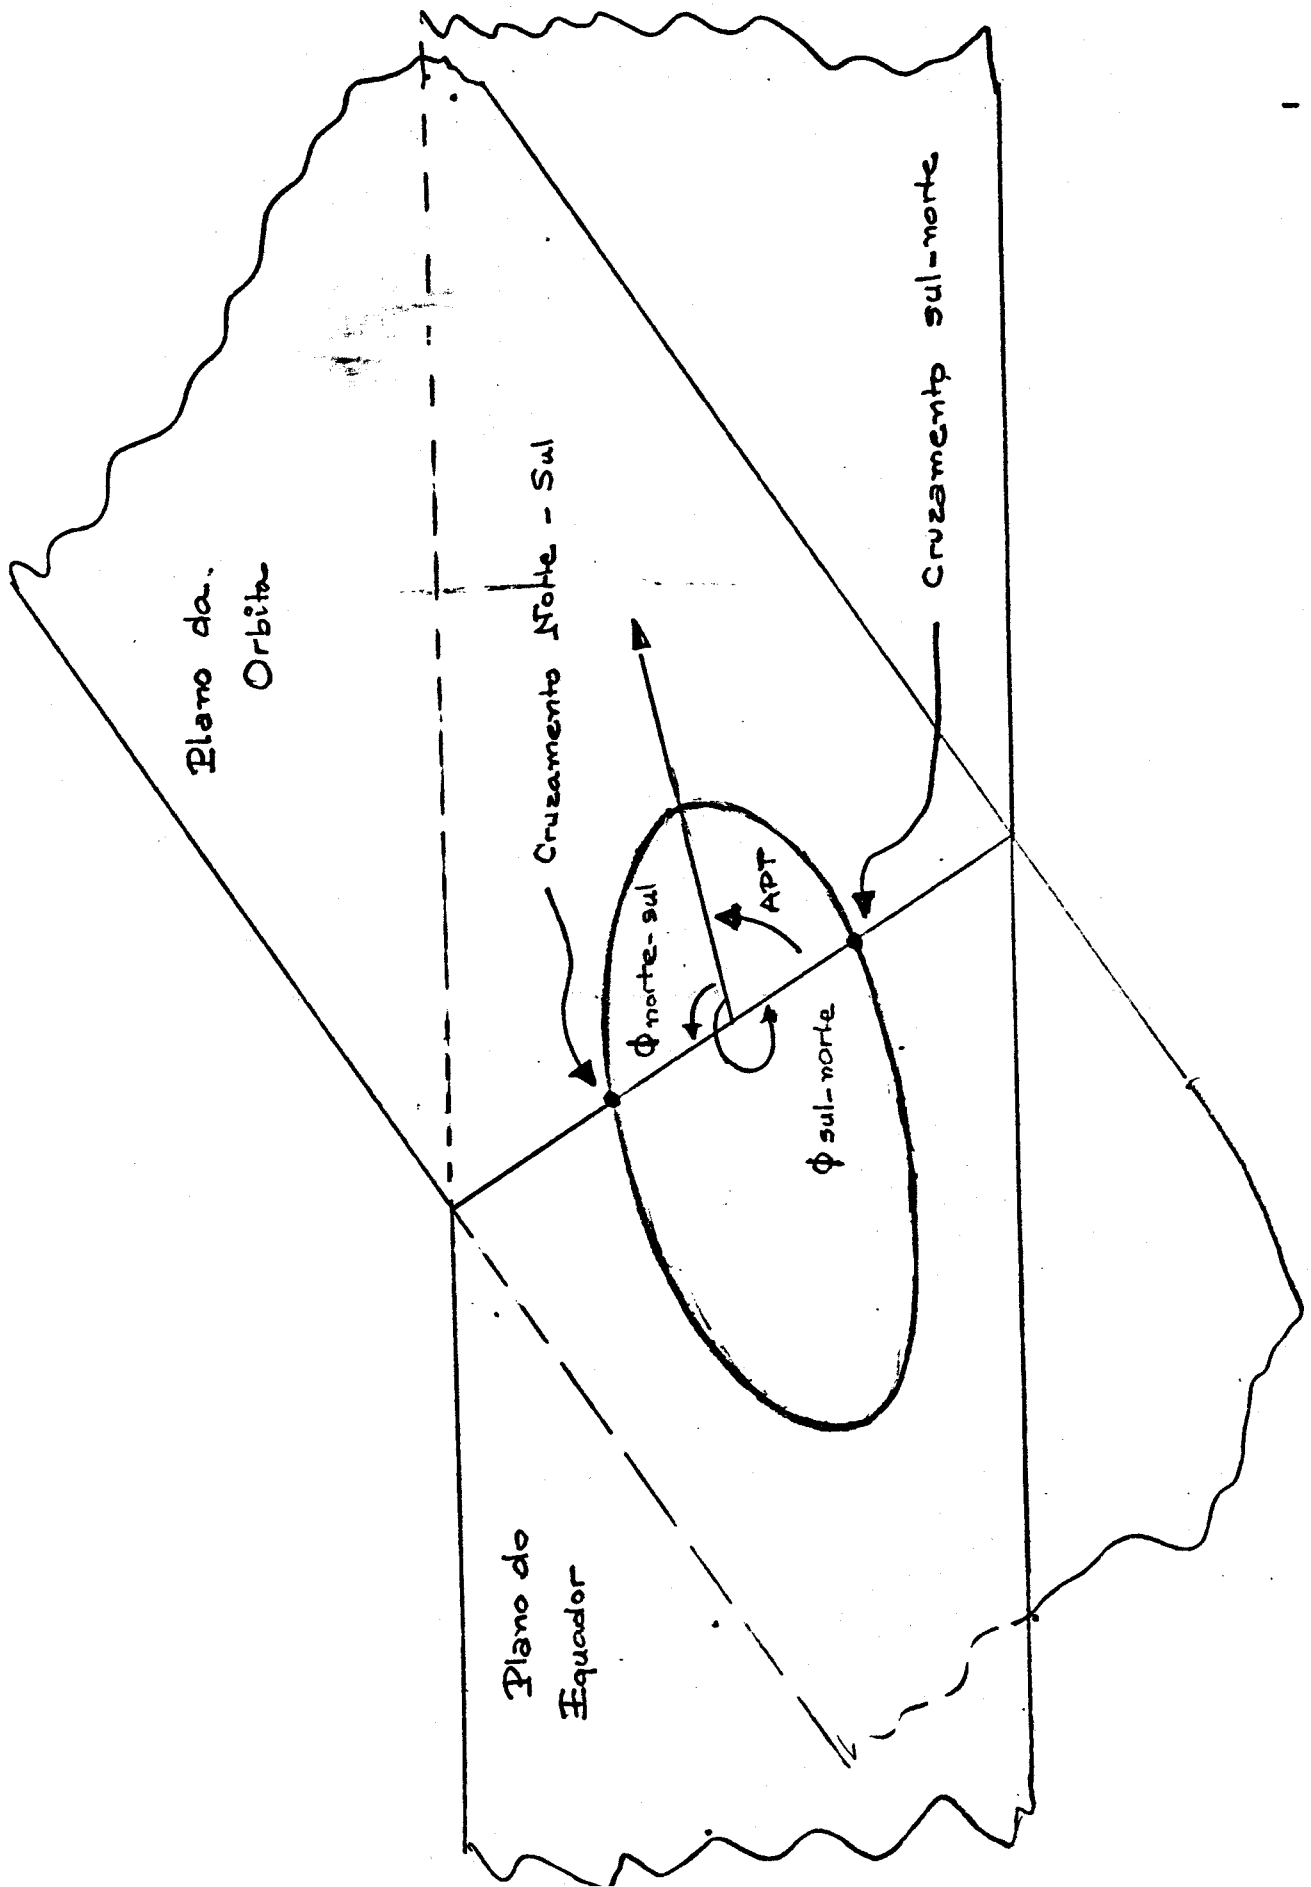 Plano da.
Orbita
Cruzamento Norte - Sul
Cruzamento sul-norte
ϕ norte-sul
APT
ϕ sul-norte
Plano do
Equador